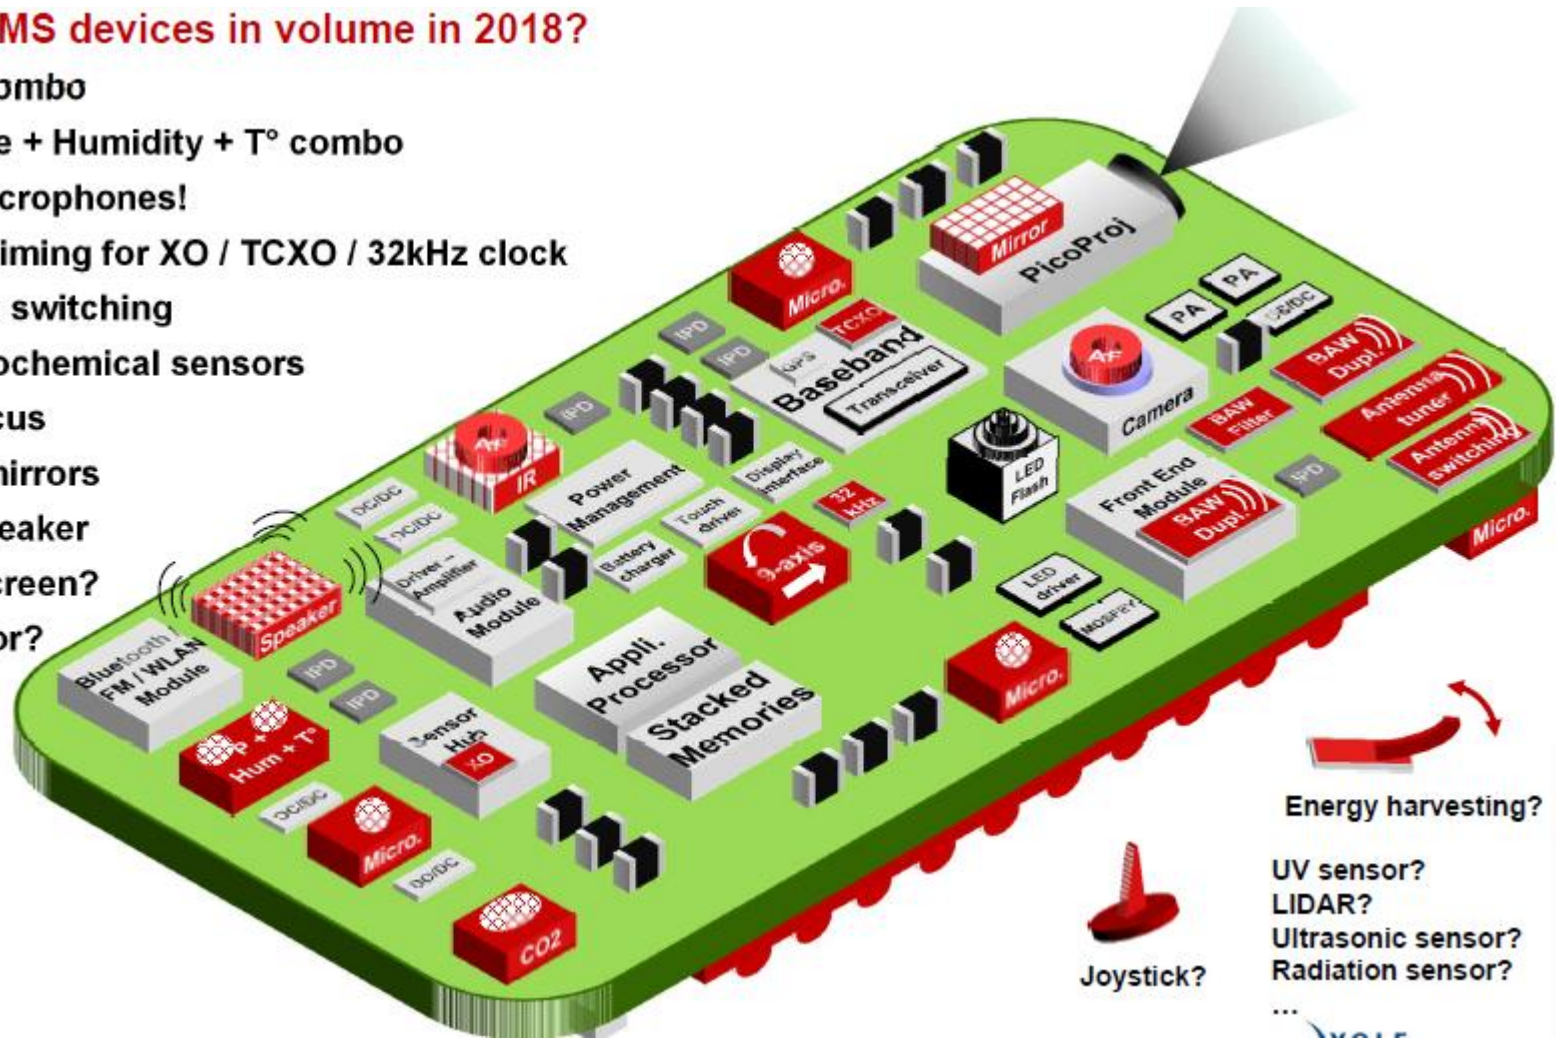 MS devices in volume in 2018?
ombo
e + Humidity + T° combo
crophones!
iming for XO / TCXO / 32kHz clock
switching
ochemical sensors
cus
mirrors
eaker
creen?
or?
Mirror
PicoProj
Micro.
TCXO
IPD
IPD
GPS
Baseband
Transceiver
PA
PA
DC/DC
Ax.
Camera
BAW
Dupl.
Antenna
tuner
BAW
Filter
Antenna
switching
IPD
Ax.
IR
Power
Management
Display
interface
LED
Flash
Front End
Module
BAW
Dupl.
IPD
Micro.
DC/DC
DC/DC
Touch
driver
32
kHz
Battery
charger
9-axis
Driver -
Amplifier
Audio
Module
LED
driver
MOSFET
Speaker
Bluetooth /
FM / WLAN
Module
IPD
IPD
Appli.
Processor
Stacked
Memories
Micro.
P +
Hum + T°
Sensor
Hub
XO
DC/DC
Micro.
DC/DC
CO2
Energy harvesting?
Joystick?
UV sensor?
LIDAR?
Ultrasonic sensor?
Radiation sensor?
...